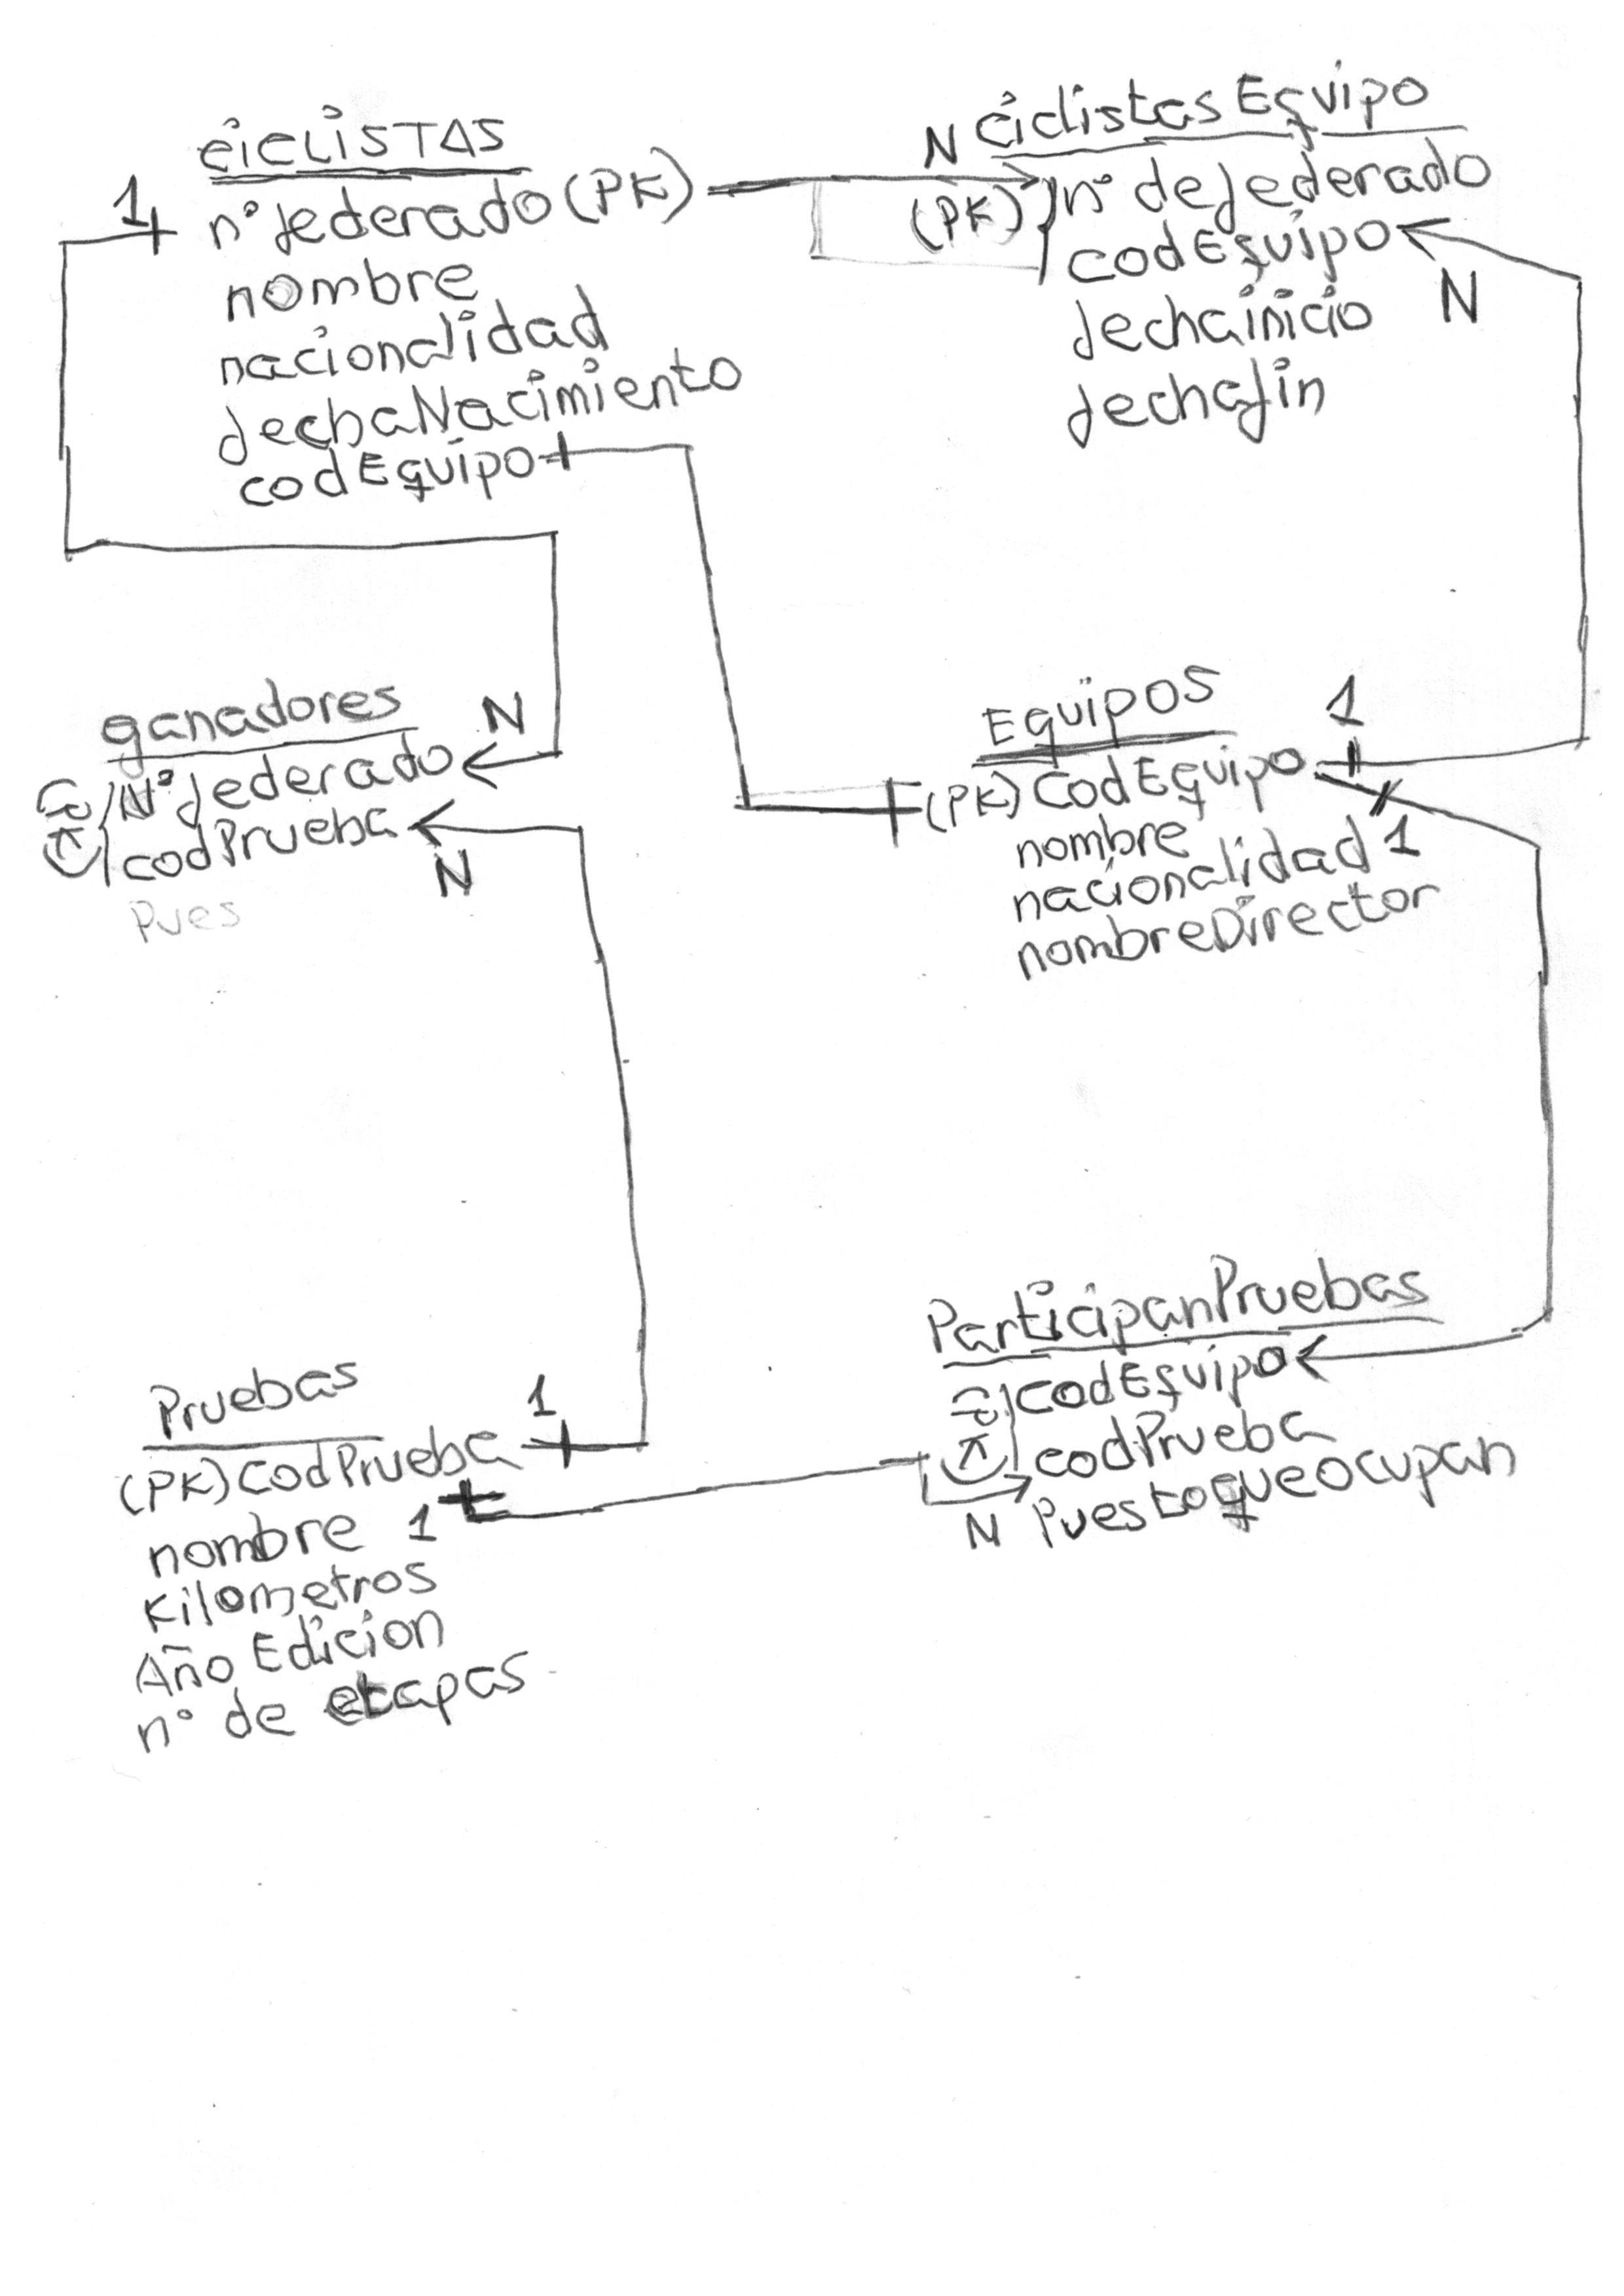 CICLISTAS
1
nº federado (PK)
nombre
nacionalidad
fechaNacimiento
codEquipo
N CiclistasEquipo
(PK) nº de federado
codEquipo
N
fechainicio
fechafin
ganadores
N
(PK) Nº federado
codPrueba
N
Pues
EquipoS
1
(PK) CodEquipo
1
nombre
nacionalidad
nombreDirector
Pruebas
1
(PK) CodPrueba
nombre 1
Kilometros
Año Edicion
nº de etapas
ParticipanPruebas
(PK) codEquipo
codPrueba
N Puestoqueocupan